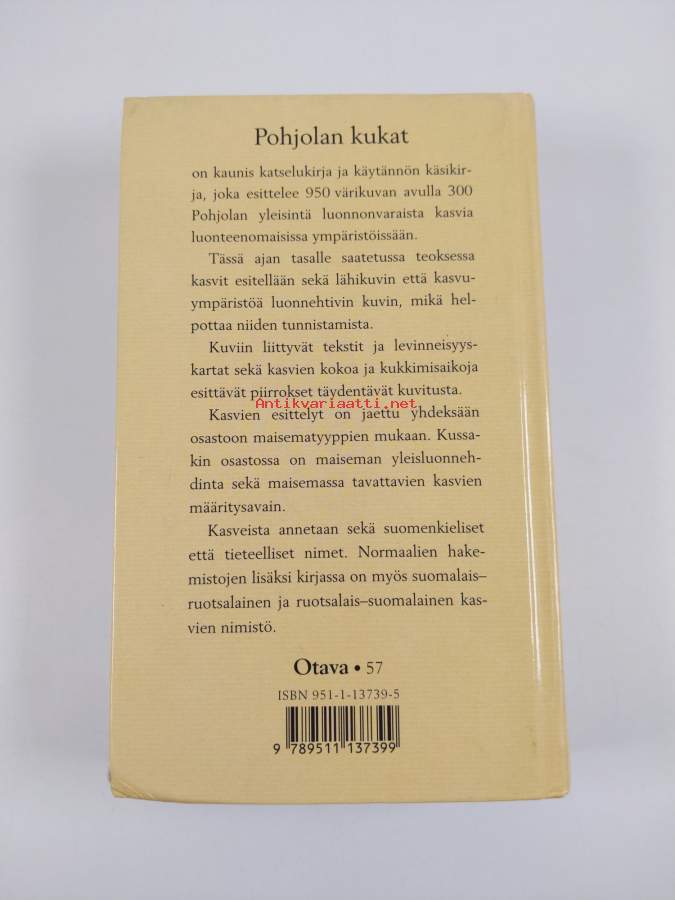 Pohjolan kukat
on kaunis katselukirja ja käytännön käsikir-
ja, joka esittelee 950 värikuvan avulla 300
Pohjolan yleisintä luonnonvaraista kasvia
luonteenomaisissa ympäristöissään.
Tässä ajan tasalle saatetussa teoksessa
kasvit esitellään sekä lähikuvin että kasvu-
ympäristöä luonnehtivin kuvin, mikä hel-
pottaa niiden tunnistamista.
Kuviin liittyvät tekstit ja levinneisyys-
kartat sekä kasvien kokoa ja kukkimisaikoja
esittävät piirrokset täydentävät kuvitusta.
Antikvariaatti.net
Kasvien esittelyt on jaettu yhdeksään
osastoon maisematyyppien mukaan. Kussa-
kin osastossa on maiseman yleisluonneh-
dinta sekä maisemassa tavattavien kasvien
määritysavain.
Kasveista annetaan sekä suomenkieliset
että tieteelliset nimet. Normaalien hake-
mistojen lisäksi kirjassa on myös suomalais–
ruotsalainen ja ruotsalais–suomalainen kas-
vien nimistö.
Otava • 57
ISBN 951-1-13739-5
9 789511 137399